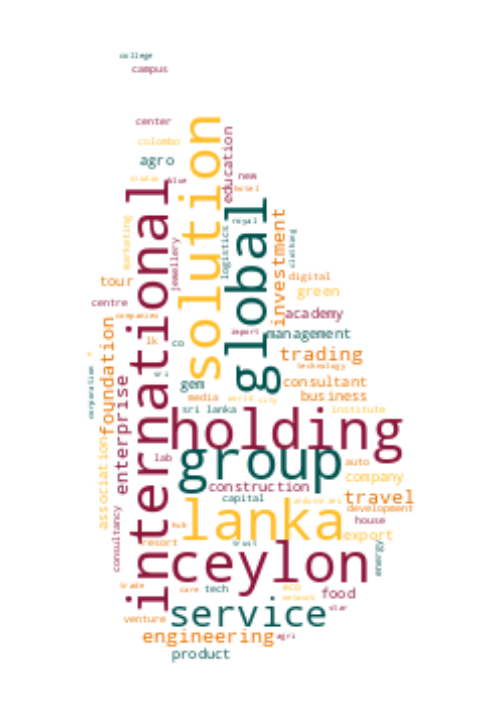 college
campus
center
colombo
agro
solution
education
studio
blue
new
hotel
international
global
royal
marketing
jewellery
logistics
investment
clothing
tour
digital
green
centre
companies
academy
foundation
lk
co
import
management
trading
technology
corporation
enterprise
sri
gem
consultant
media
world
city
business
sri lanka
institute
holding
association
lab
group
auto
company
construction
capital
industries
travel
lanka
development
house
consultancy
hub
export
resort
trust
energy
ceylon
trade
care
tech
eco
network
food
star
service
venture
engineering
agri
product